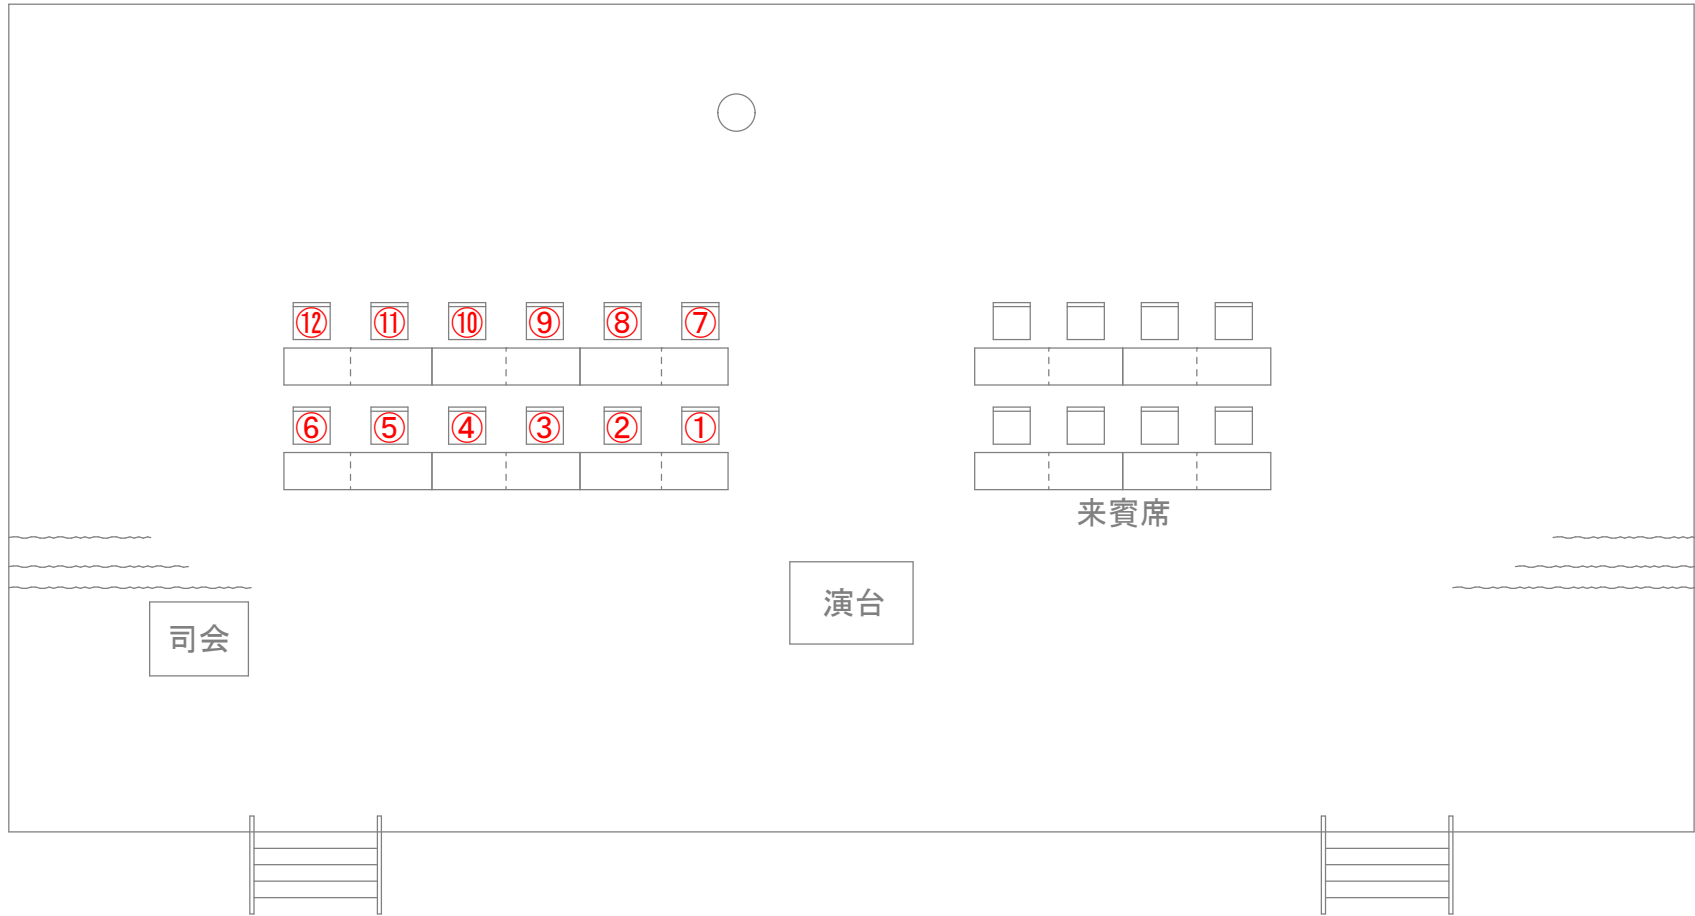 ⑫ ⑪ ⑩ ⑨ ⑧ ⑦
⑥ ⑤ ④ ③ ② ①
来賓席
演台
司会